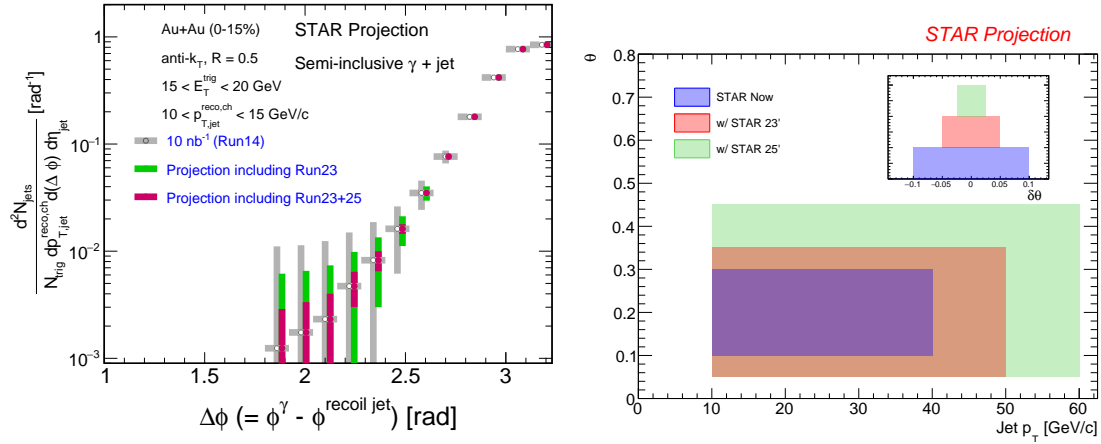 Au+Au (0-15%)
STAR Projection
anti-k_T, R = 0.5
Semi-inclusive γ + jet
15 < E_T^trig < 20 GeV
10 < p_T,jet^reco,ch < 15 GeV/c
10 nb^-1 (Run14)
Projection including Run23
Projection including Run23+25
d²N_jets
N_trig dp_T,jet^reco,ch d(Δ ϕ) dη_jet
[rad^-1]
1
10^-1
10^-2
10^-3
1 1.5 2 2.5 3
Δϕ (= ϕ^γ - ϕ^recoil jet) [rad]
STAR Projection
θ
0.8
0.7
0.6
0.5
0.4
0.3
0.2
0.1
0
STAR Now
w/ STAR 23'
w/ STAR 25'
−0.1 −0.05 0 0.05 0.1
δθ
0 10 20 30 40 50 60
Jet p_T [GeV/c]